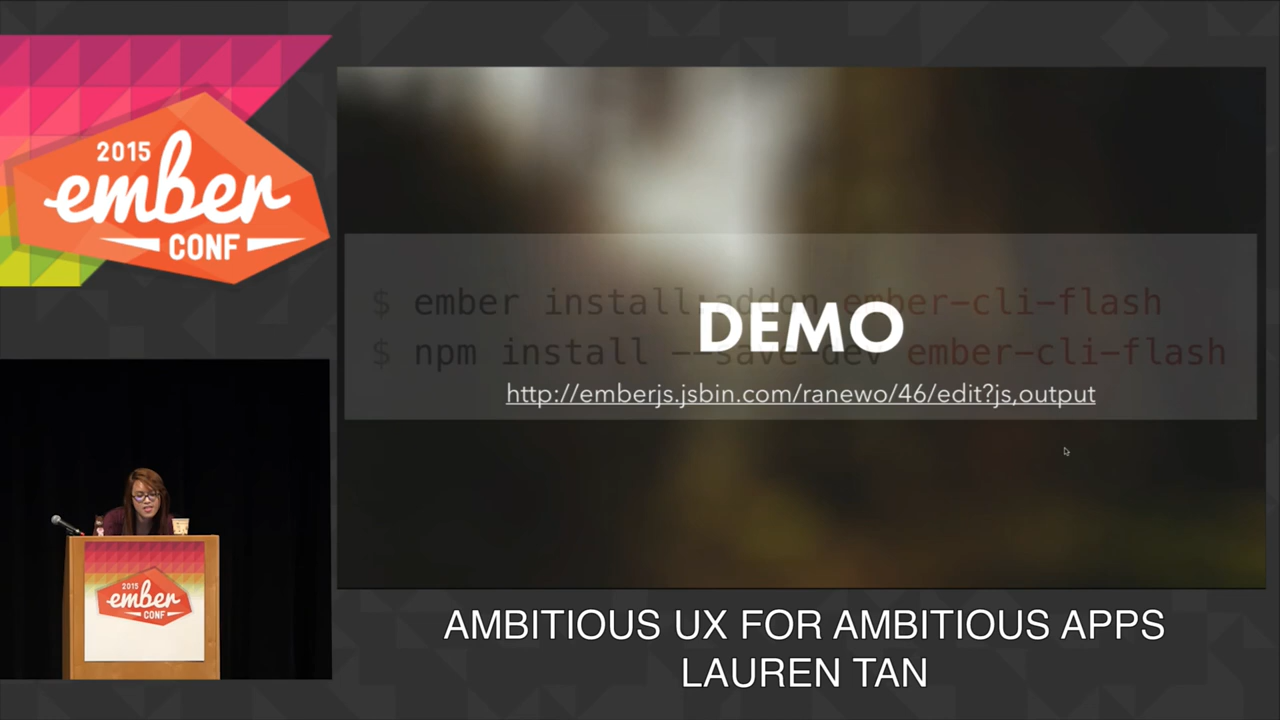 2015
ember
CONF
$ ember install:addon ember-cli-flash
$ npm install --save-dev ember-cli-flash
DEMO
http://emberjs.jsbin.com/ranewo/46/edit?js,output
2015
ember
CONF
AMBITIOUS UX FOR AMBITIOUS APPS
LAUREN TAN